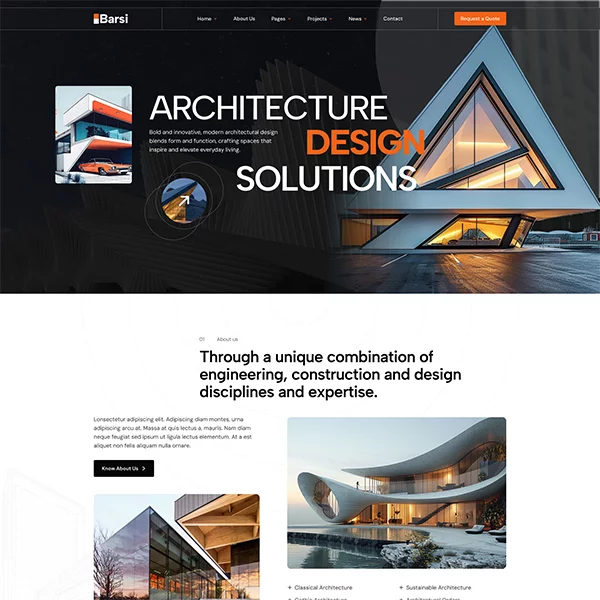 Barsi
Home About Us Pages Projects News Contact
Request a Quote
ARCHITECTURE
Bold and innovative, modern architectural design
blends form and function, crafting spaces that
inspire and elevate everyday living.
DESIGN
SOLUTIONS
01 About us
Through a unique combination of
engineering, construction and design
disciplines and expertise.
Lonsectetur adipiscing elit. Adipiscing diam montes, urna
adipiscing arcu at. Massa at quis lectus a, mauris. Nam diam
neque feugiat sed ipsum ut ligula lectus elementum. At a est
aliquet non felis aliquam nulla ornare.
Know About Us
+ Classical Architecture
+ Sustainable Architecture